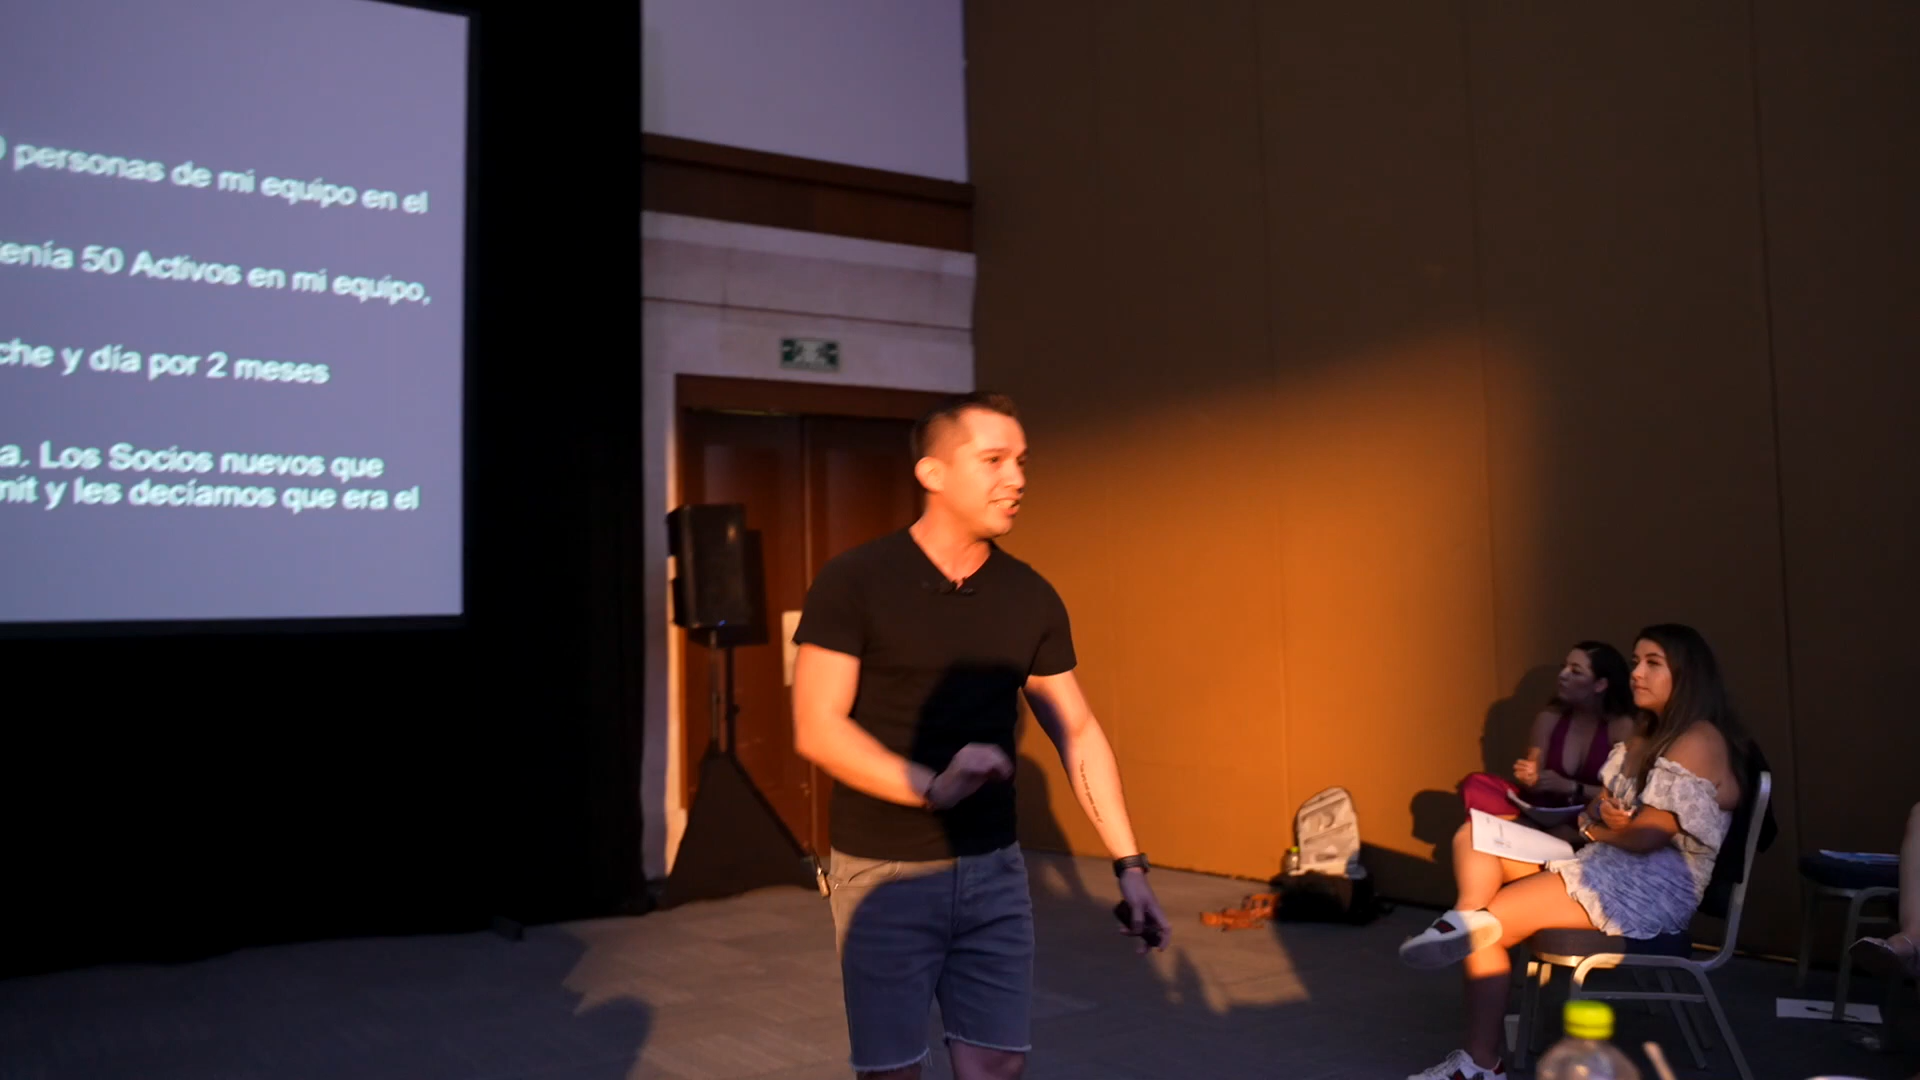 personas de mi equipo en el
enía 50 Activos en mi equipo,
che y día por 2 meses
a. Los Socios nuevos que
mit y les decíamos que era el